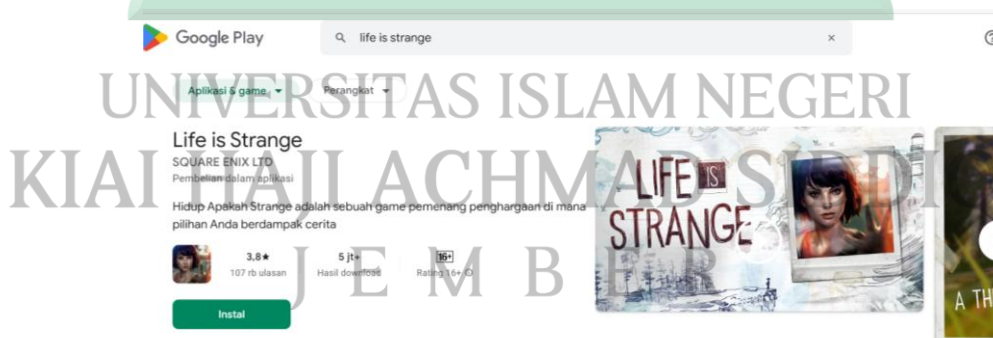 Google Play
life is strange
Aplikasi & game
Perangkat
UNIVERSITAS ISLAM NEGERI
Life is Strange
SQUARE ENIX LTD
Pembelian dalam aplikasi
KIAI HAJI ACHMAD SIDDI
Hidup Apakah Strange adalah sebuah game pemenang penghargaan di mana
pilihan Anda berdampak cerita
3,8★
107 rb ulasan
5 jt+
Hasil download
16+
Rating 16+
JEMBER
Instal
LIFE IS
STRANGE
A TH